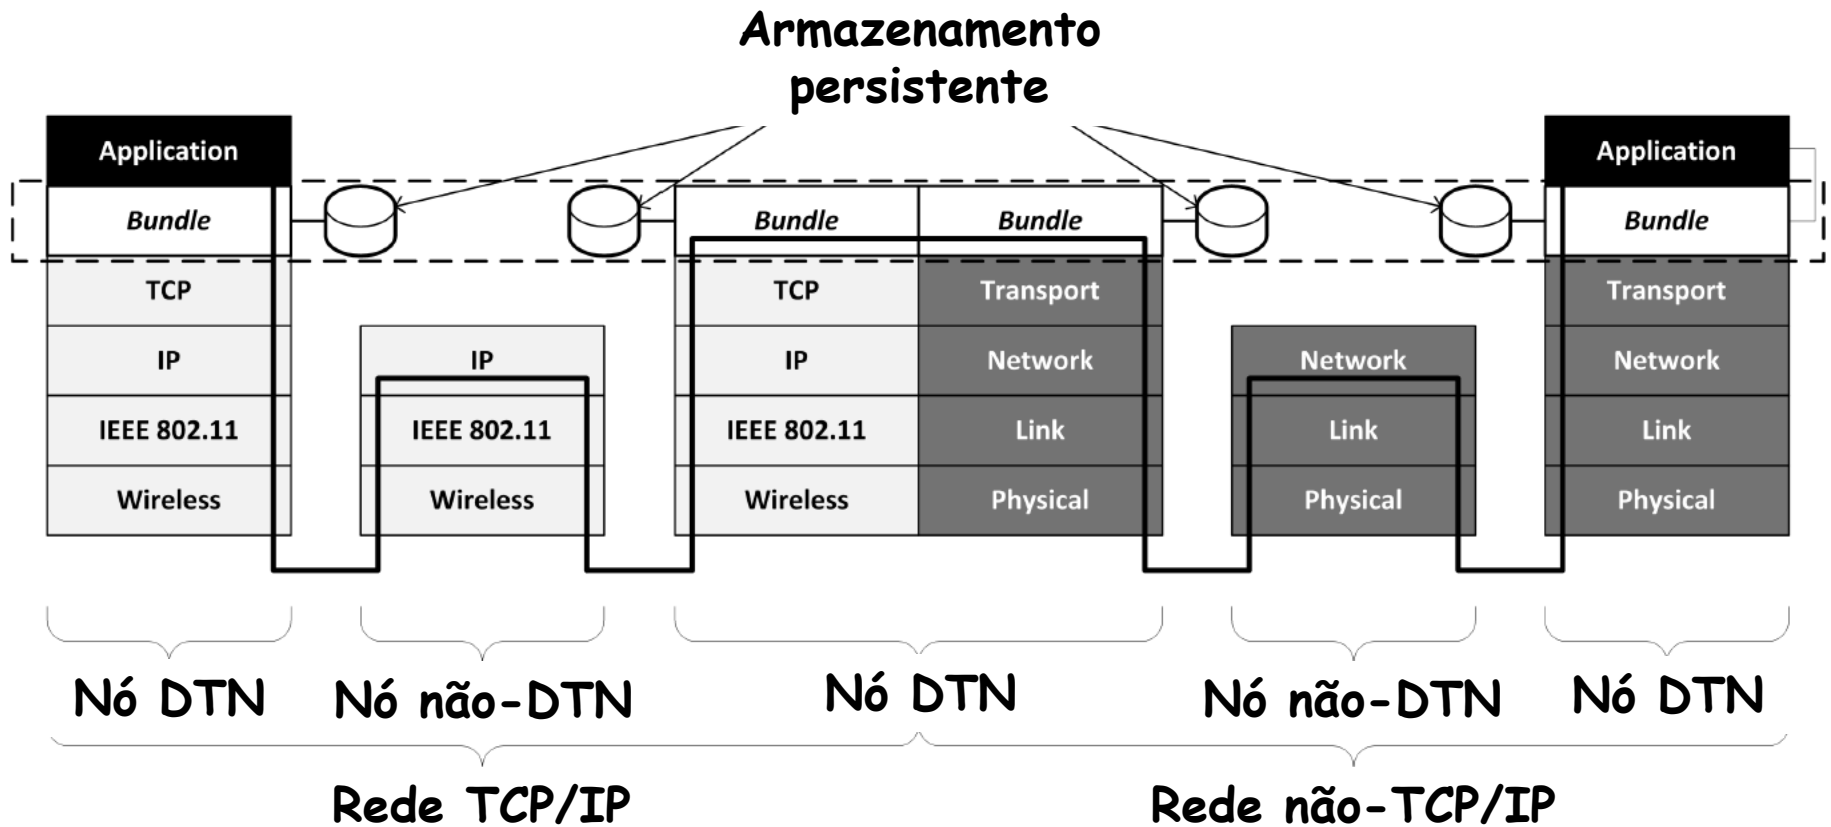 Armazenamento
persistente
Application Application
Bundle Bundle Bundle Bundle
TCP TCP Transport Transport
IP IP IP Network Network Network
IEEE 802.11 IEEE 802.11 IEEE 802.11 Link Link Link
Wireless Wireless Wireless Physical Physical Physical
Nó DTN Nó não-DTN Nó DTN Nó não-DTN Nó DTN
Rede TCP/IP Rede não-TCP/IP